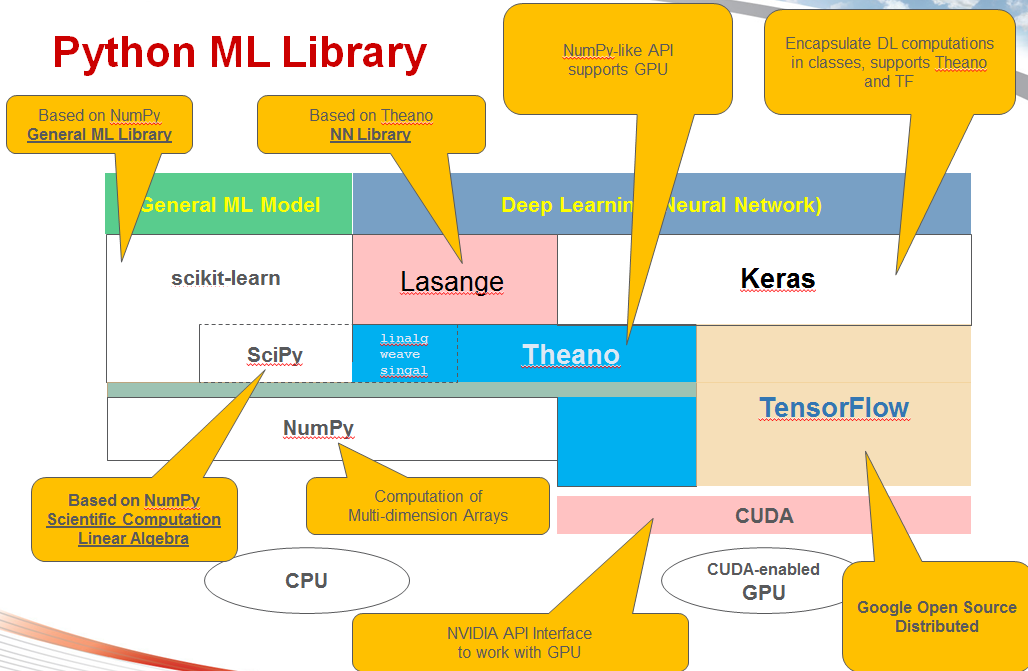 Python ML Library
NumPy-like API
supports GPU
Encapsulate DL computations
in classes, supports Theano
and TF
Based on NumPy
General ML Library
Based on Theano
NN Library
General ML Model
Deep Learnin
Neural Network)
scikit-learn
Lasange
Keras
SciPy
linalg
weave
singal
Theano
TensorFlow
NumPy
Based on NumPy
Scientific Computation
Linear Algebra
Computation of
Multi-dimension Arrays
CUDA
CPU
CUDA-enabled
GPU
Google Open Source
Distributed
NVIDIA API Interface
to work with GPU